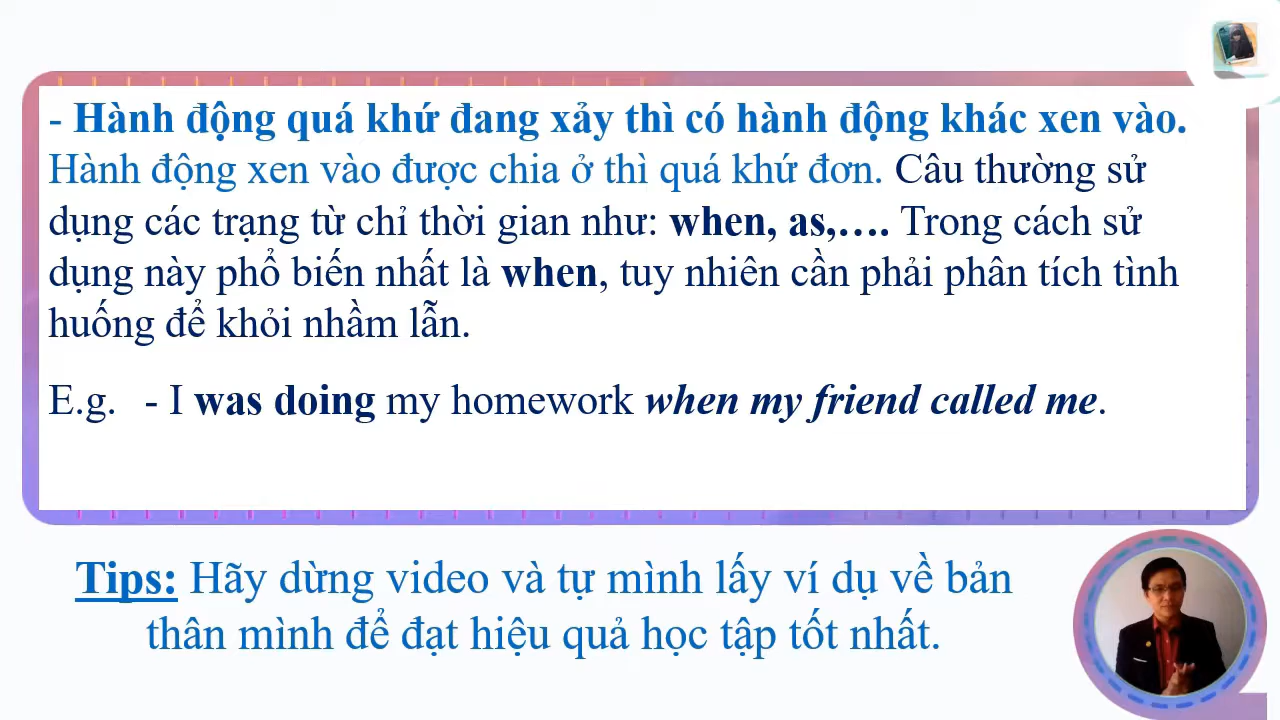 - Hành động quá khứ đang xảy thì có hành động khác xen vào.
Hành động xen vào được chia ở thì quá khứ đơn. Câu thường sử
dụng các trạng từ chỉ thời gian như: when, as,…. Trong cách sử
dụng này phổ biến nhất là when, tuy nhiên cần phải phân tích tình
huống để khỏi nhầm lẫn.
E.g. - I was doing my homework when my friend called me.
Tips: Hãy dừng video và tự mình lấy ví dụ về bản
thân mình để đạt hiệu quả học tập tốt nhất.